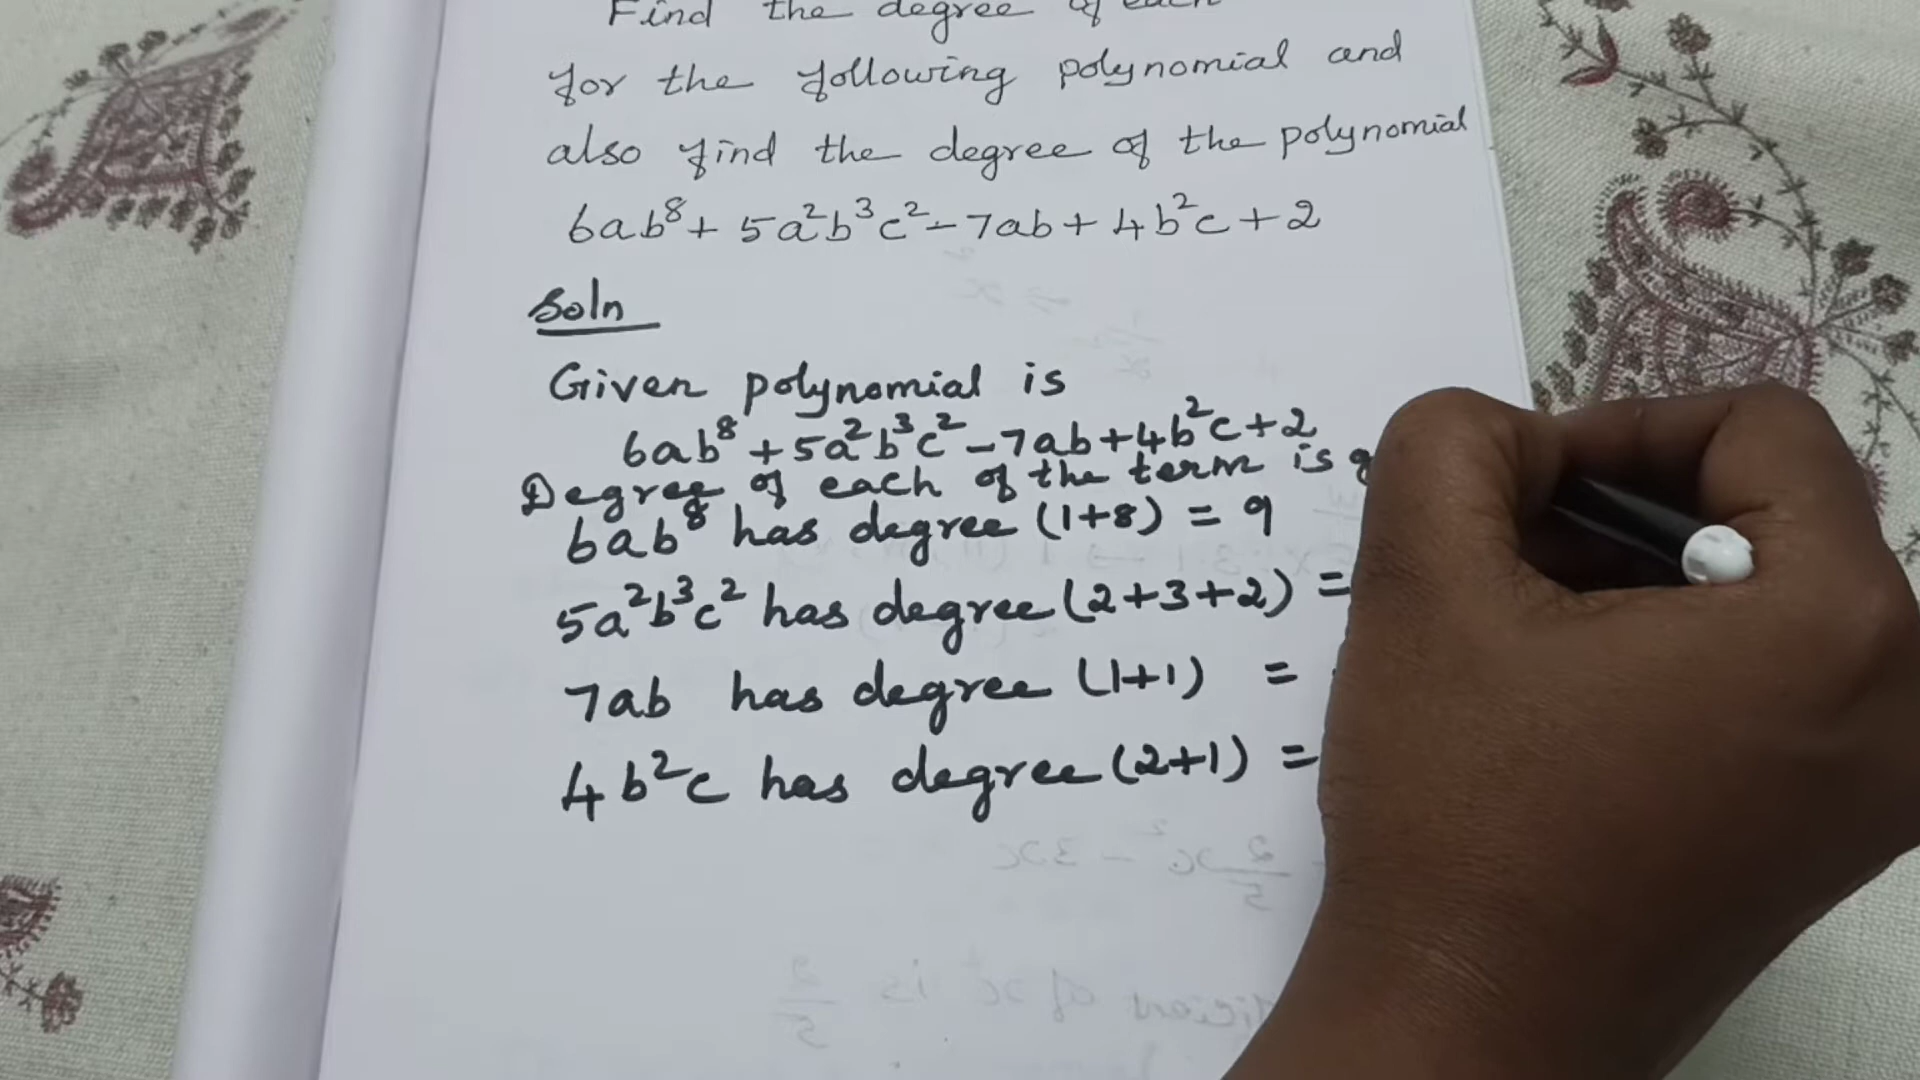 Find the degree of each
for the following polynomial and
also find the degree of the polynomial
6ab⁸ + 5a²b³c² - 7ab + 4b²c + 2
Soln
Given polynomial is
6ab⁸ + 5a²b³c² - 7ab + 4b²c + 2
Degree of each of the term is
6ab⁸ has degree (1+8) = 9
5a²b³c² has degree (2+3+2) =
7ab has degree (1+1) =
4b²c has degree (2+1) =